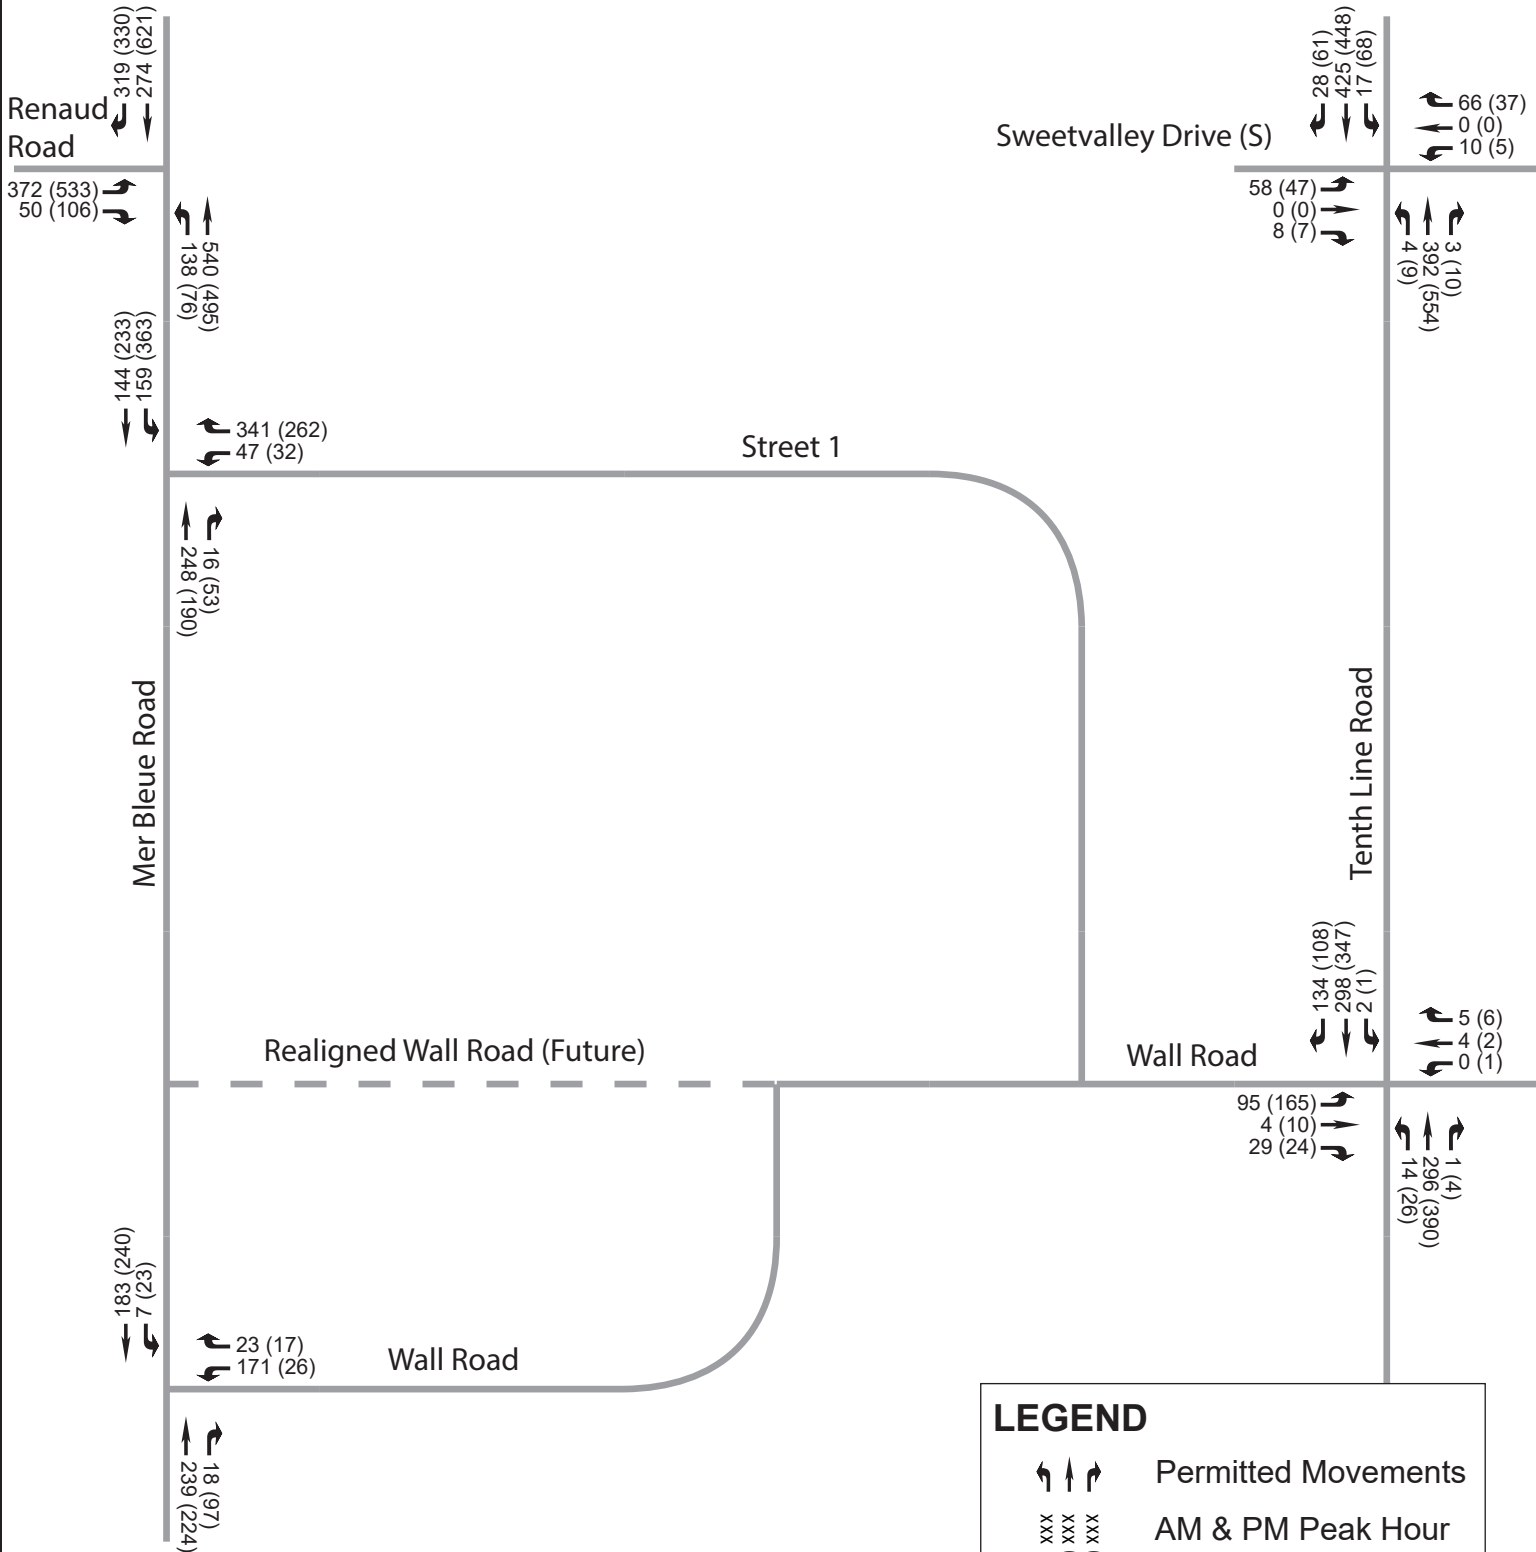 319 (330)
274 (621)
Renaud
Road
372 (533)
50 (106)
138 (76)
540 (495)
28 (61)
425 (448)
17 (68)
Sweetvalley Drive (S)
66 (37)
0 (0)
10 (5)
58 (47)
0 (0)
8 (7)
4 (9)
392 (554)
3 (10)
144 (233)
159 (363)
341 (262)
47 (32)
Street 1
248 (190)
16 (53)
Mer Bleue Road
Tenth Line Road
Realigned Wall Road (Future)
Wall Road
134 (108)
298 (347)
2 (1)
5 (6)
4 (2)
0 (1)
95 (165)
4 (10)
29 (24)
14 (26)
296 (390)
1 (4)
183 (240)
7 (23)
23 (17)
171 (26)
Wall Road
239 (224)
18 (97)
LEGEND
Permitted Movements
xxx
xxx
xxx
AM & PM Peak Hour